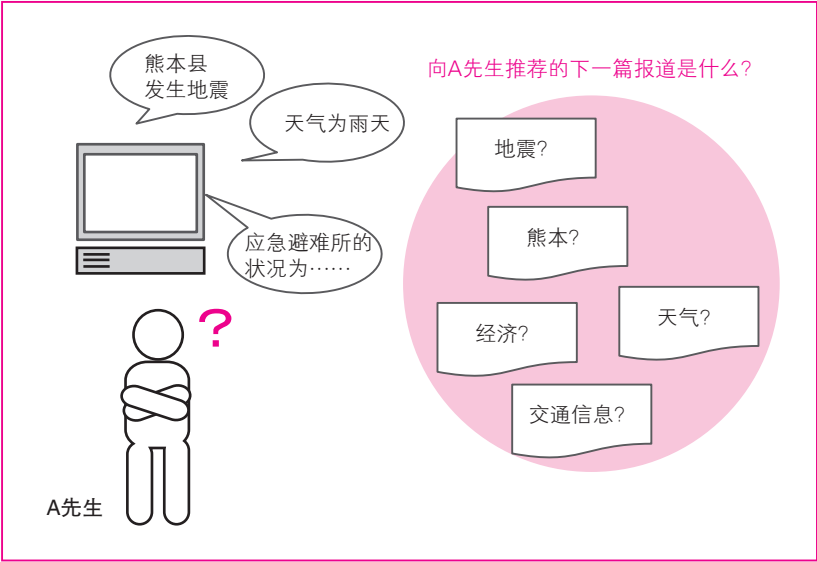 熊本县
发生地震
天气为雨天
应急避难所的
状况为……
?
A先生
向A先生推荐的下一篇报道是什么?
地震?
熊本?
经济?
天气?
交通信息?